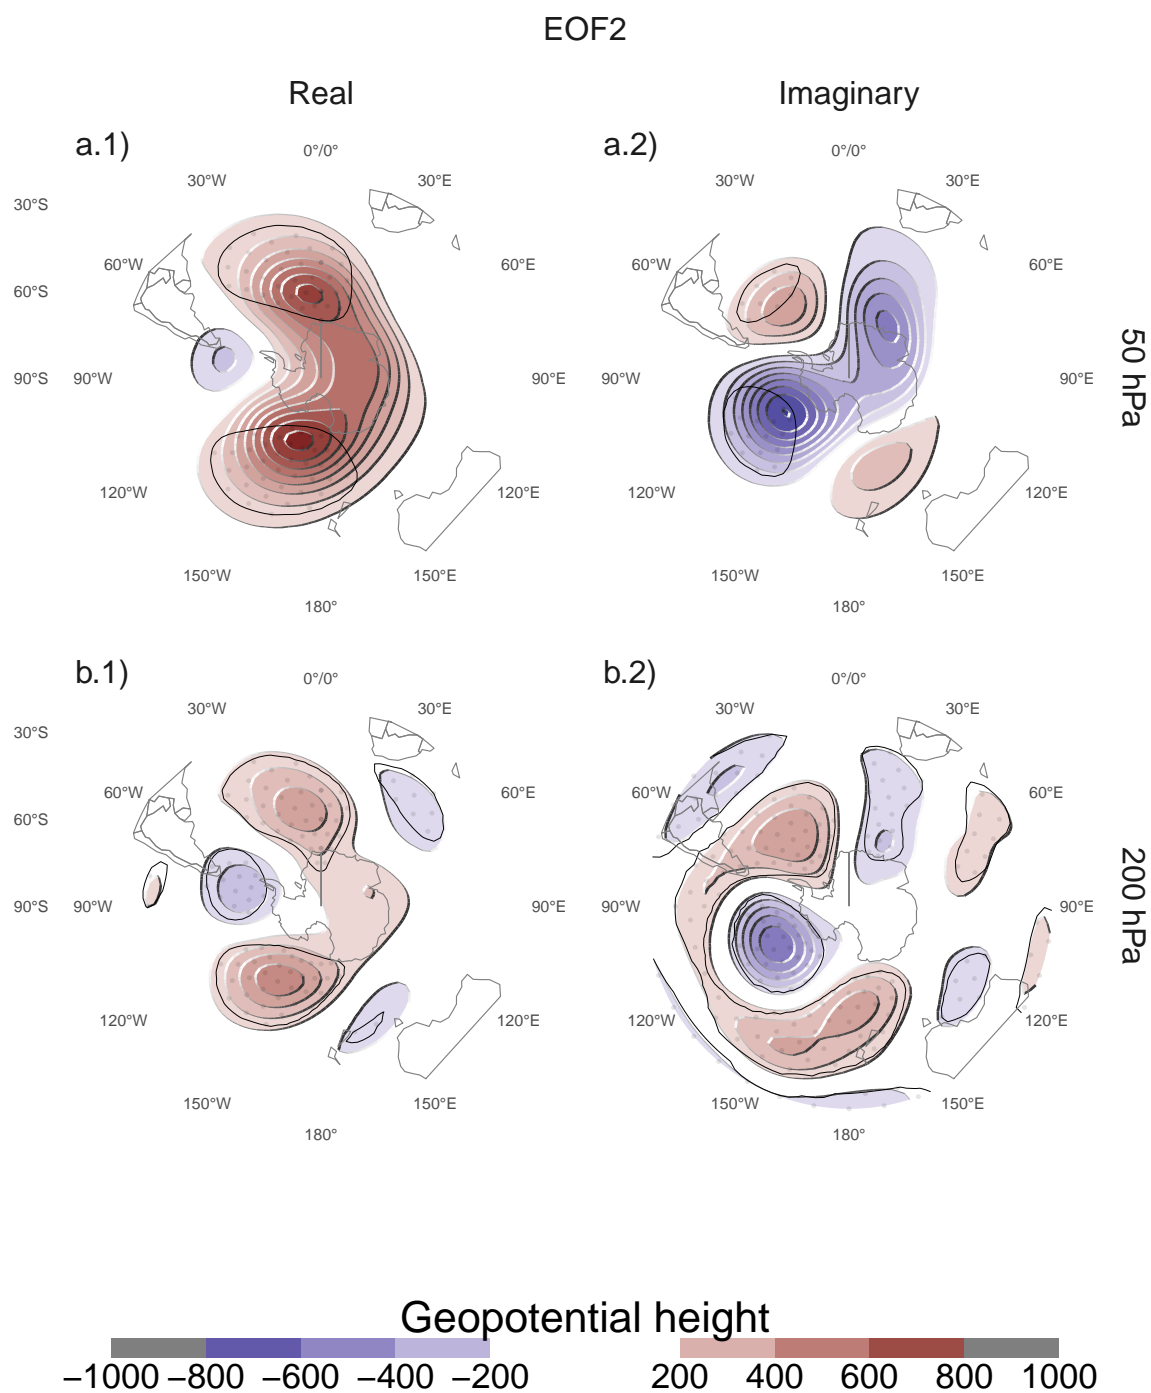 EOF2
Real Imaginary
a.1) a.2)
0°/0° 0°/0°
30°W 30°E 30°W 30°E
30°S
60°W 60°E 60°W 60°E
60°S
90°S 90°W 90°E 90°W 90°E
50 hPa
120°W 120°E 120°W 120°E
150°W 150°E 150°W 150°E
180° 180°
b.1) b.2)
0°/0° 0°/0°
30°W 30°E 30°W 30°E
30°S
60°W 60°E 60°W 60°E
60°S
90°S 90°W 90°E 90°W 90°E
200 hPa
120°W 120°E 120°W 120°E
150°W 150°E 150°W 150°E
180° 180°
Geopotential height
−1000 −800 −600 −400 −200 200 400 600 800 1000